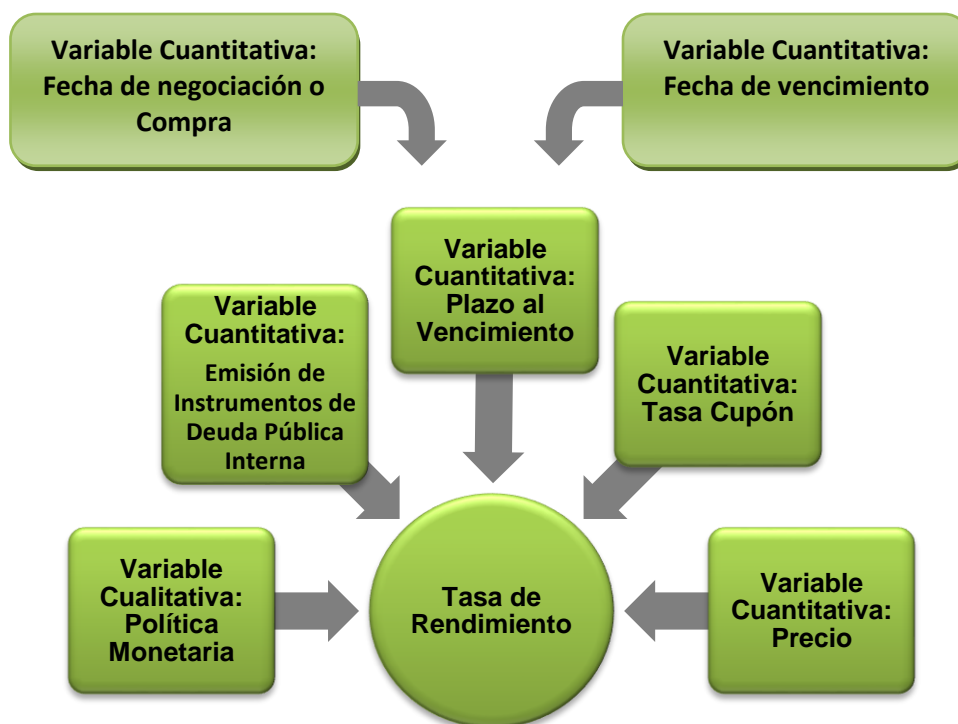 Variable Cuantitativa:
Fecha de negociación o
Compra
Variable Cuantitativa:
Fecha de vencimiento
Variable
Cuantitativa:
Plazo al
Vencimiento
Variable
Cuantitativa:
Emisión de
Instrumentos de
Deuda Pública
Interna
Variable
Cuantitativa:
Tasa Cupón
Variable
Cualitativa:
Política
Monetaria
Tasa de
Rendimiento
Variable
Cuantitativa:
Precio